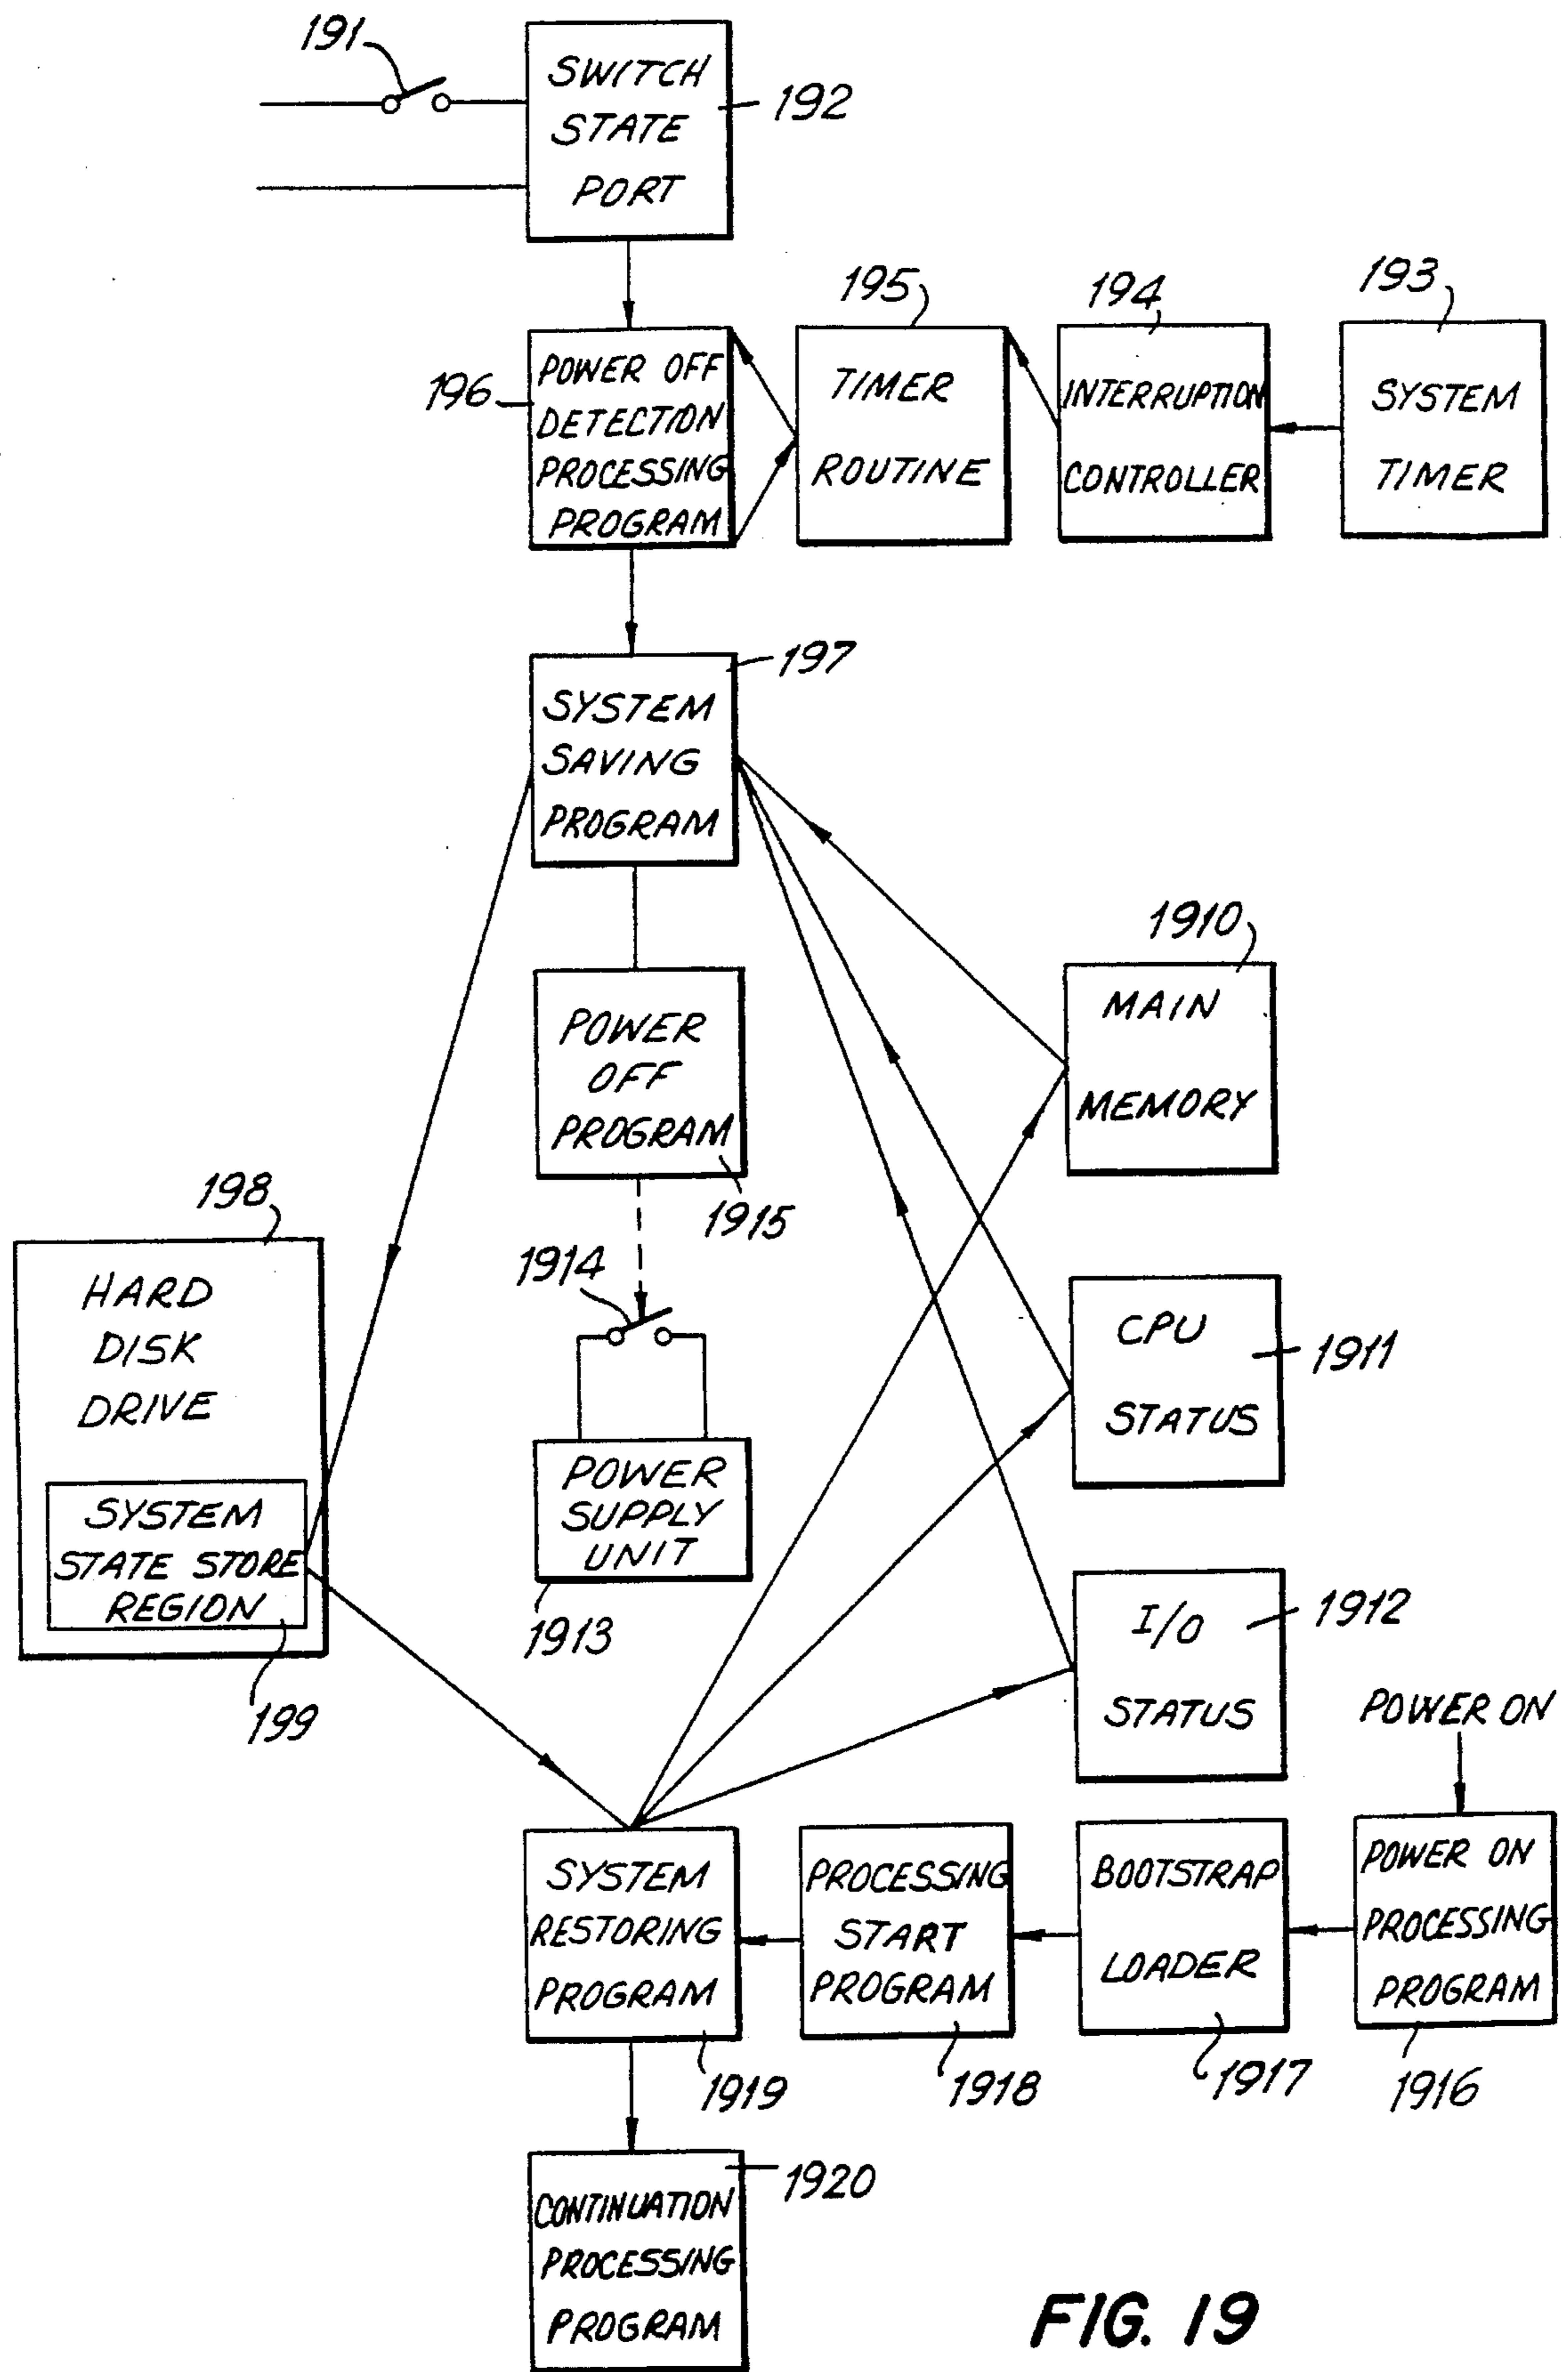 191
SWITCH
STATE
PORT
192
195
194
193
196
POWER OFF
DETECTION
PROCESSING
PROGRAM
TIMER
ROUTINE
INTERRUPTION
CONTROLLER
SYSTEM
TIMER
197
SYSTEM
SAVING
PROGRAM
1910
MAIN
MEMORY
POWER
OFF
PROGRAM
1915
198
HARD
DISK
DRIVE
1914
CPU
STATUS
1911
SYSTEM
STATE STORE
REGION
199
POWER
SUPPLY
UNIT
1913
I/O
STATUS
1912
POWER ON
SYSTEM
RESTORING
PROGRAM
1919
PROCESSING
START
PROGRAM
1918
BOOTSTRAP
LOADER
1917
POWER ON
PROCESSING
PROGRAM
1916
1920
CONTINUATION
PROCESSING
PROGRAM
FIG. 19